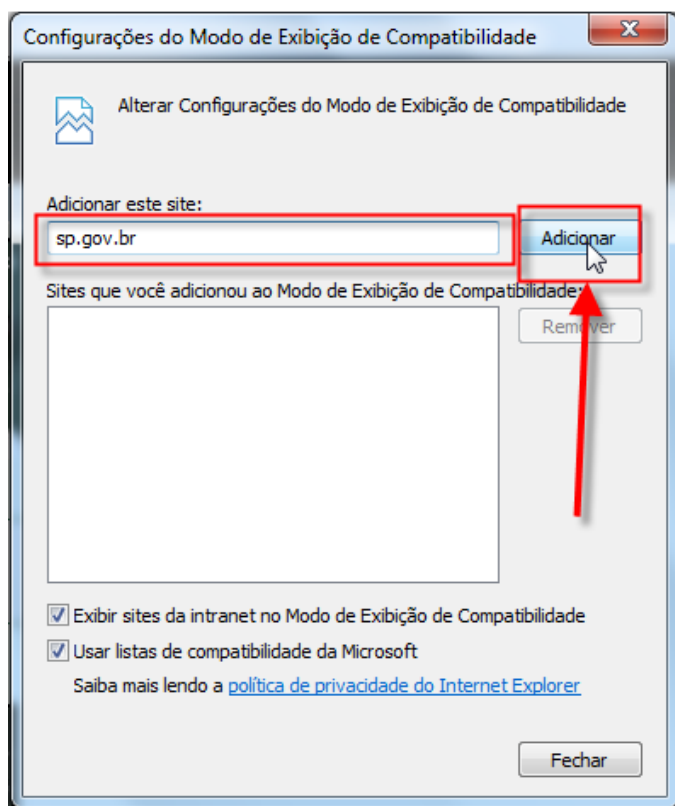 Configurações do Modo de Exibição de Compatibilidade
Alterar Configurações do Modo de Exibição de Compatibilidade
Adicionar este site:
sp.gov.br
Adicionar
Sites que você adicionou ao Modo de Exibição de Compatibilidade:
Remover
Exibir sites da intranet no Modo de Exibição de Compatibilidade
Usar listas de compatibilidade da Microsoft
Saiba mais lendo a política de privacidade do Internet Explorer
Fechar